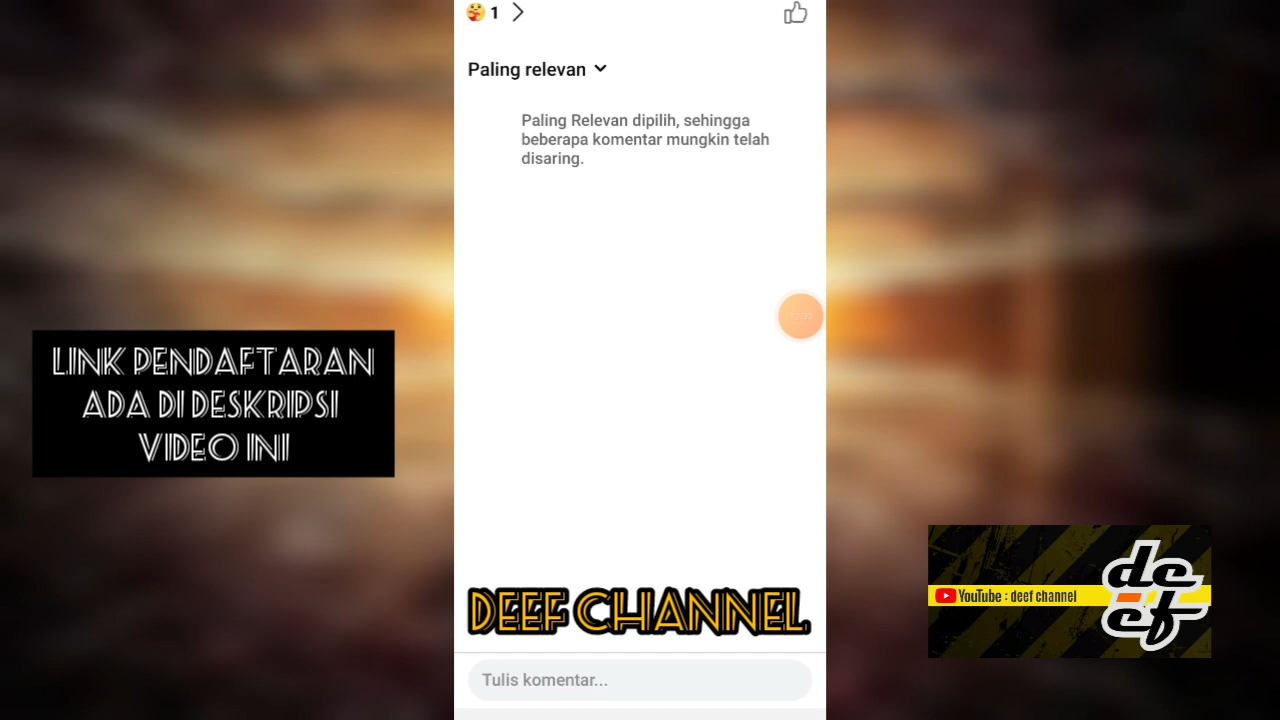 1
Paling relevan
Paling Relevan dipilih, sehingga
beberapa komentar mungkin telah
disaring.
LINK PENDAFTARAN
ADA DI DESKRIPSI
VIDEO INI
DEEF CHANNEL
YouTube : deef channel
de
ef
Tulis komentar...